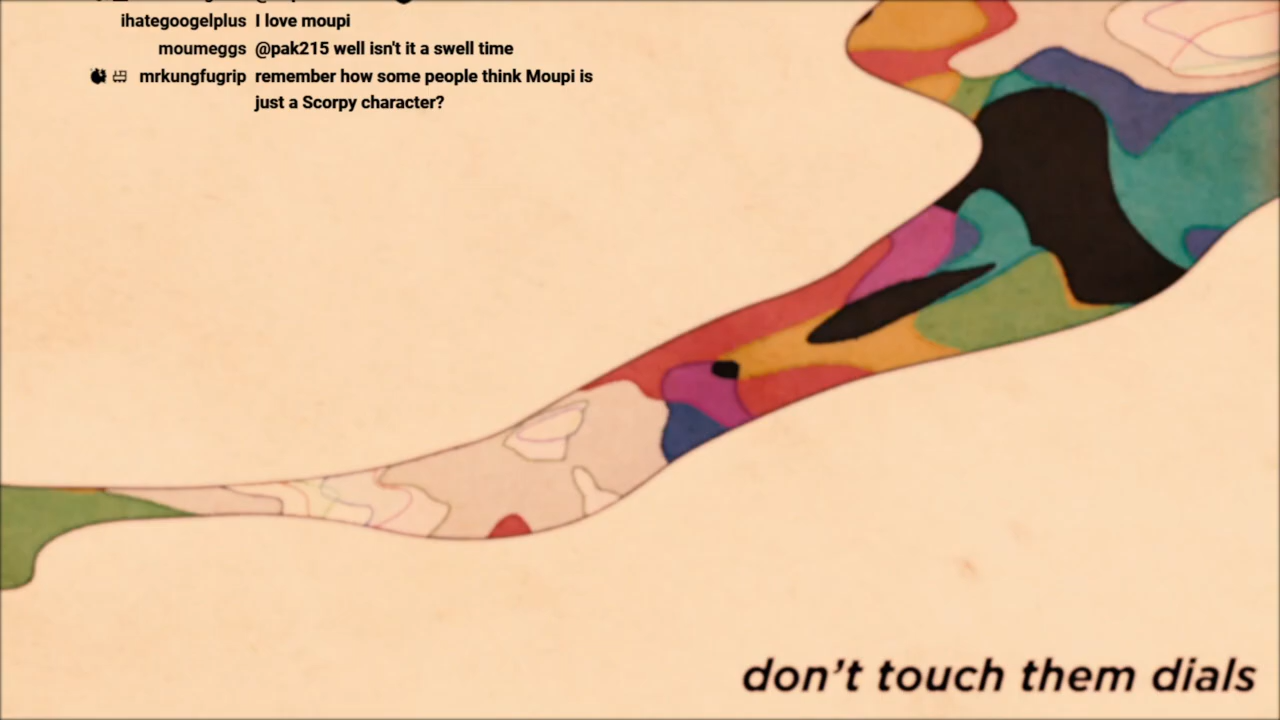 ihategoogelplus I love moupi
moumeggs @pak215 well isn't it a swell time
mrkungfugrip remember how some people think Moupi is
just a Scorpy character?
don't touch them dials